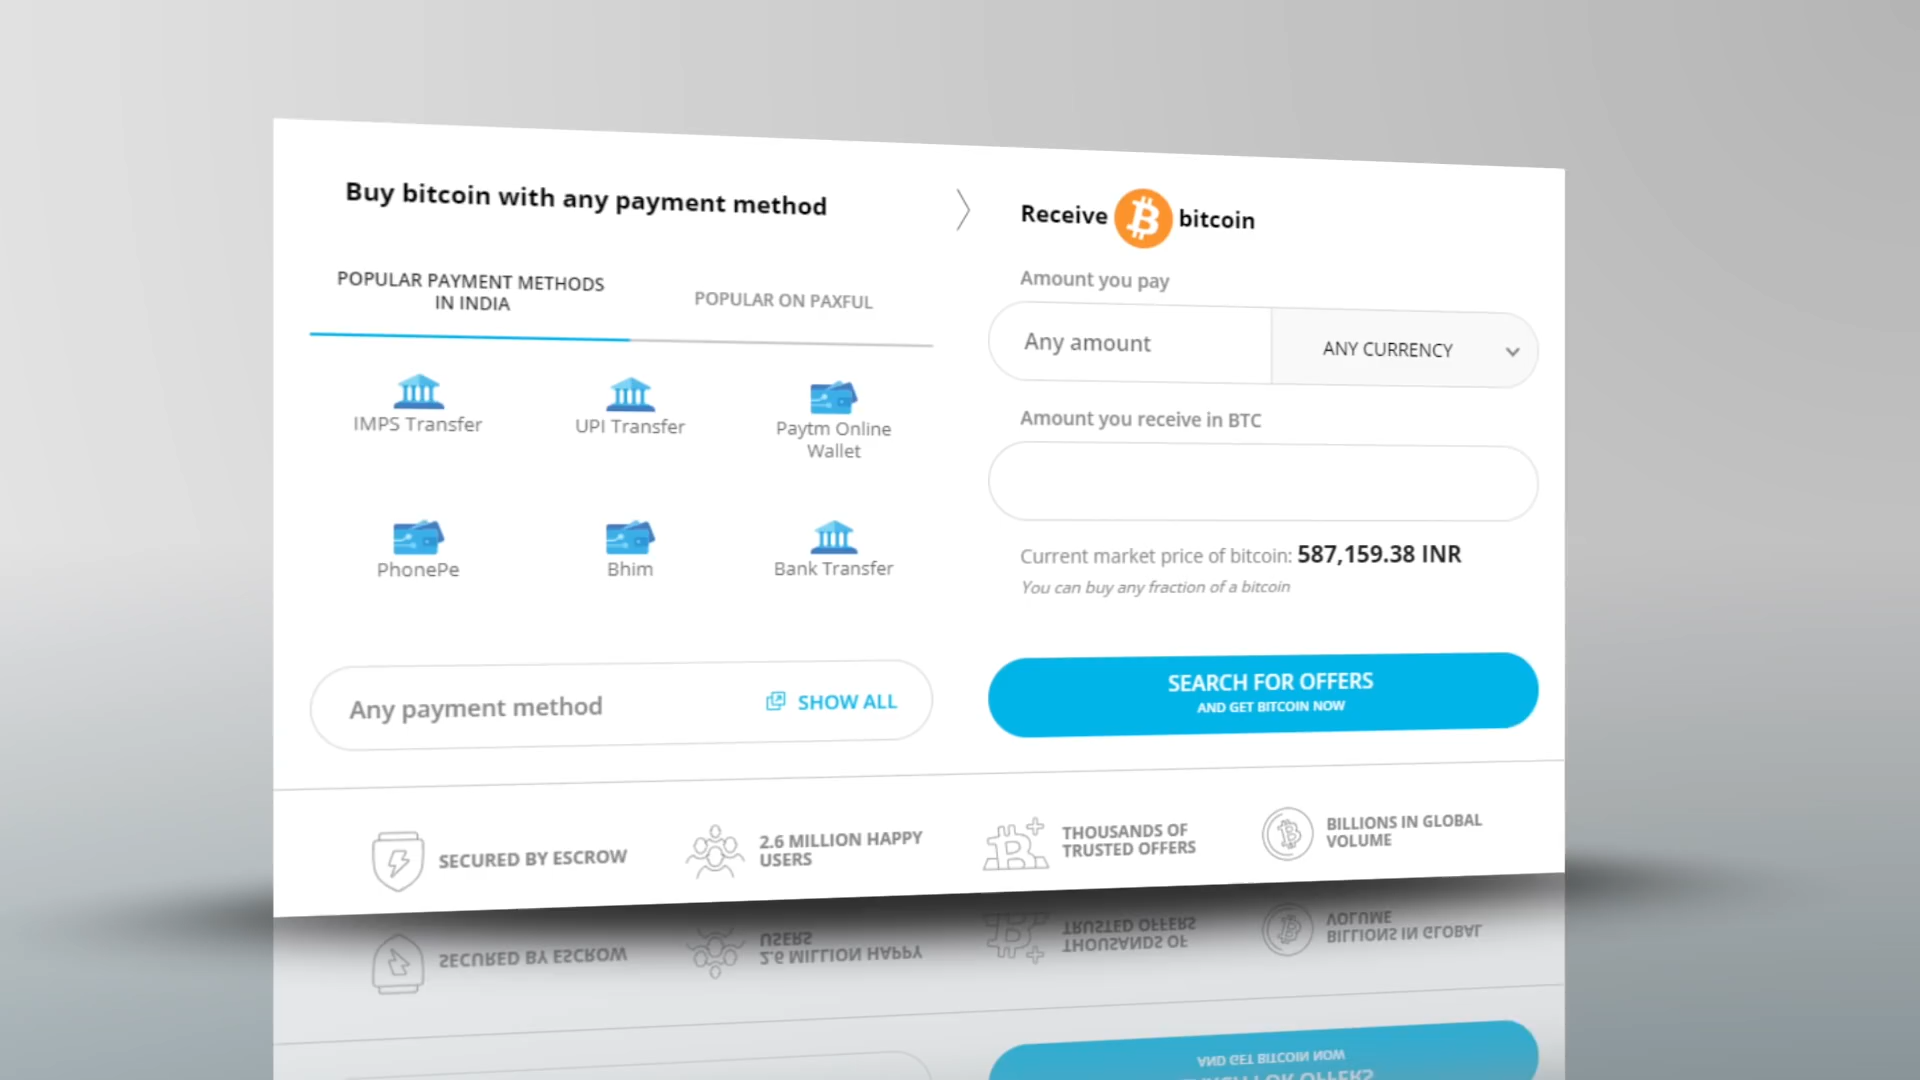 Buy bitcoin with any payment method
POPULAR PAYMENT METHODS
IN INDIA
POPULAR ON PAXFUL
IMPS Transfer
UPI Transfer
Paytm Online
Wallet
PhonePe
Bhim
Bank Transfer
Any payment method
SHOW ALL
Receive bitcoin
Amount you pay
Any amount
ANY CURRENCY
Amount you receive in BTC
Current market price of bitcoin: 587,159.38 INR
You can buy any fraction of a bitcoin
SEARCH FOR OFFERS
AND GET BITCOIN NOW
SECURED BY ESCROW
2.6 MILLION HAPPY
USERS
THOUSANDS OF
TRUSTED OFFERS
BILLIONS IN GLOBAL
VOLUME